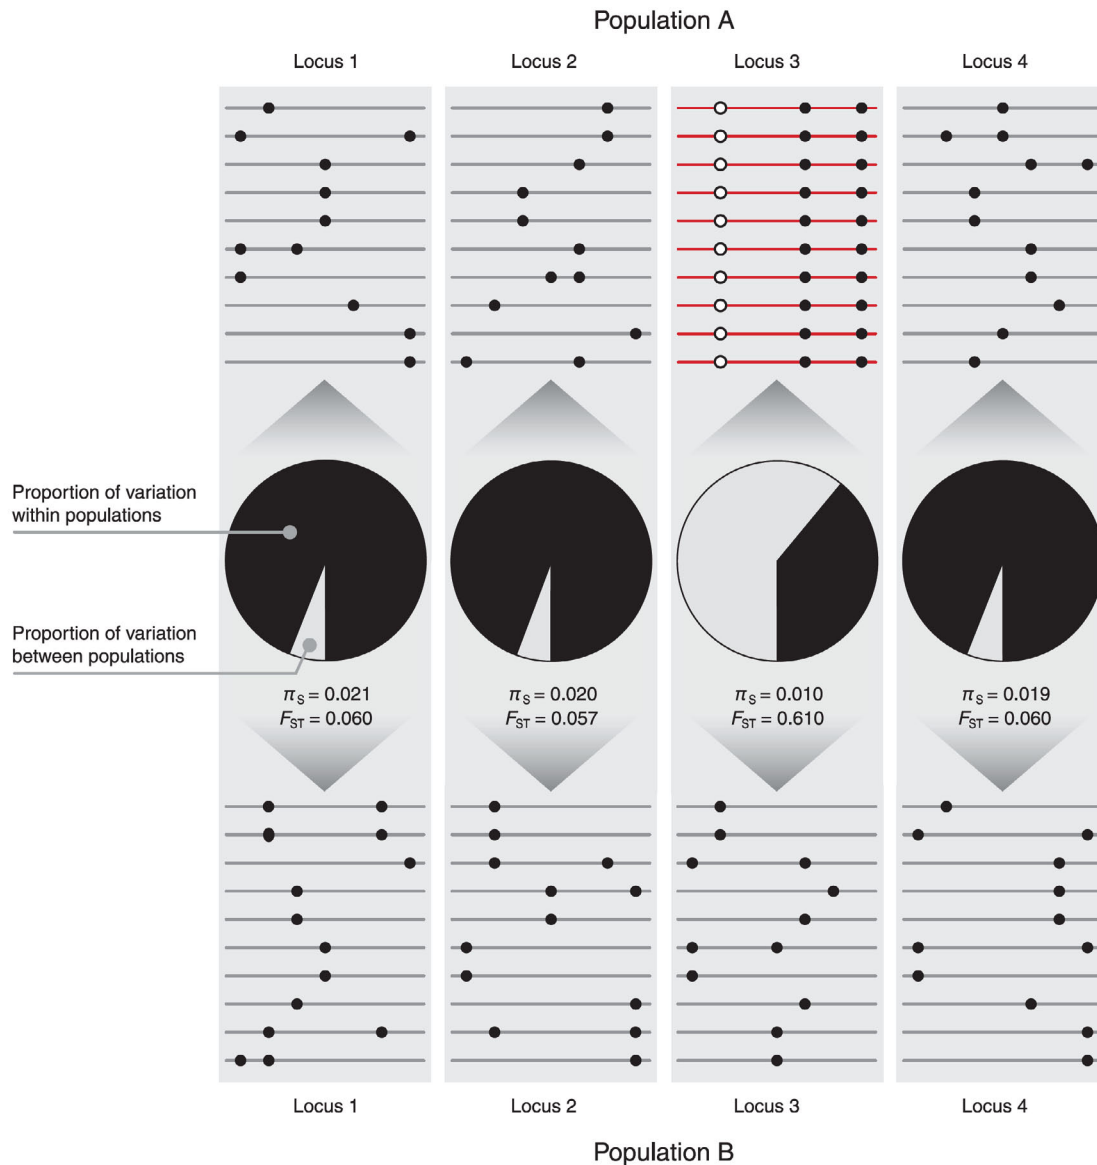 Population A
Locus 1 Locus 2 Locus 3 Locus 4
Proportion of variation
within populations
Proportion of variation
between populations
πS = 0.021 πS = 0.020 πS = 0.010 πS = 0.019
FST = 0.060 FST = 0.057 FST = 0.610 FST = 0.060
Locus 1 Locus 2 Locus 3 Locus 4
Population B